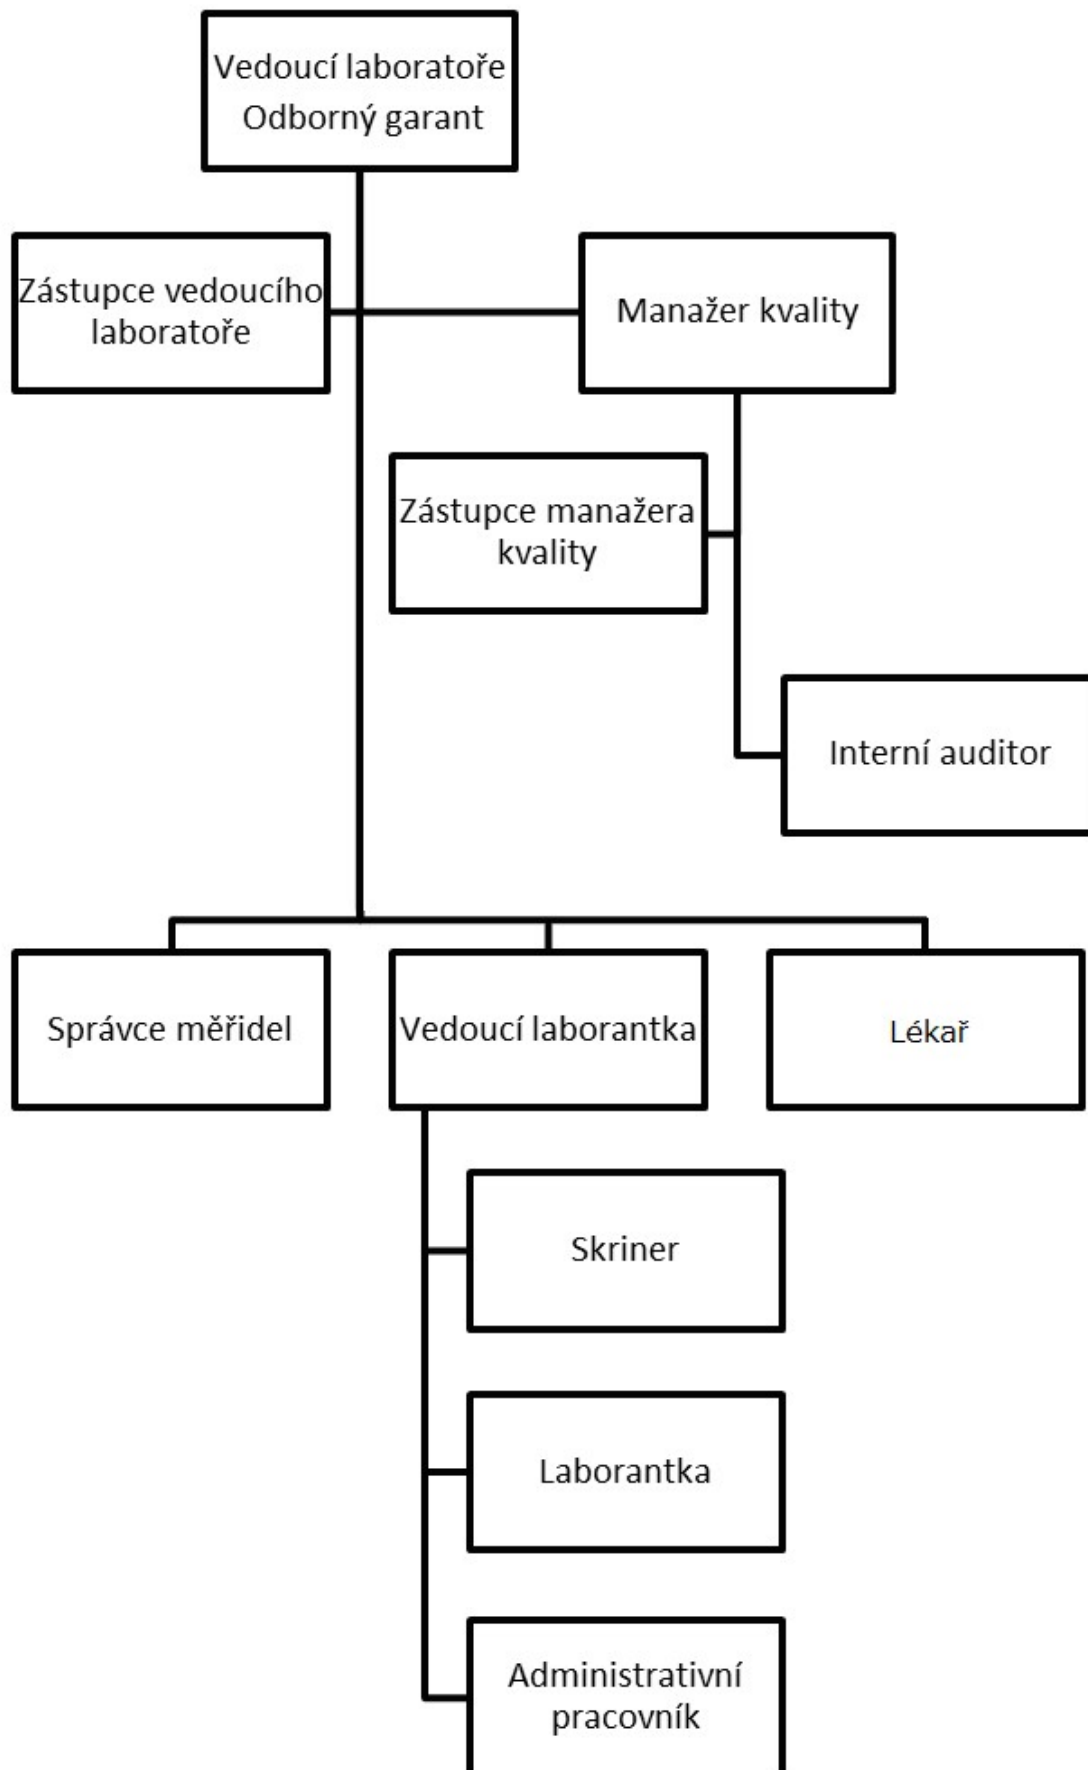 Vedoucí laboratoře
Odborný garant
Zástupce vedoucího
laboratoře
Manažer kvality
Zástupce manažera
kvality
Interní auditor
Správce měřidel
Vedoucí laborantka
Lékař
Skriner
Laborantka
Administrativní
pracovník